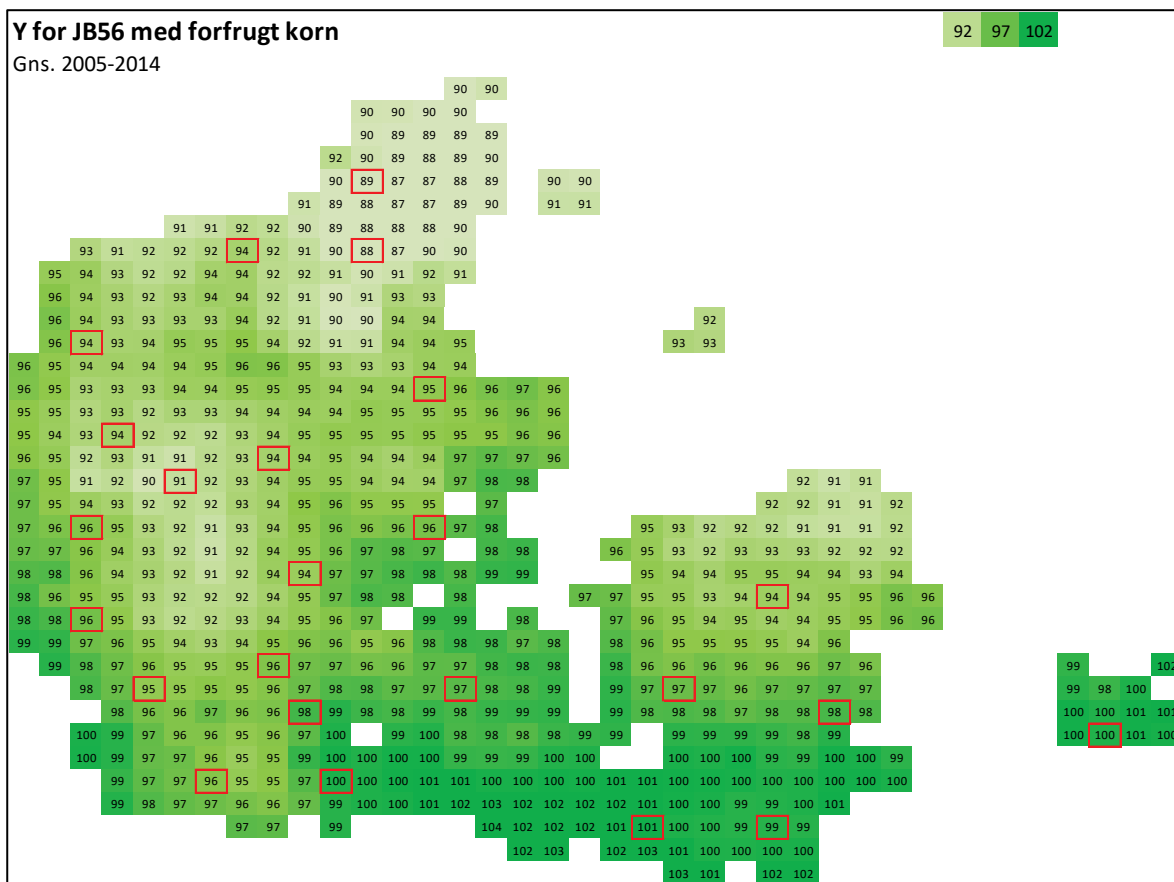 Y for JB56 med forfrugt korn
92 97 102
Gns. 2005-2014
90 90
90 90 90 90
90 89 89 89 89
92 90 89 88 89 90
90 89 87 87 88 89 90 90
91 89 88 87 87 89 90 91 91
91 91 92 92 90 89 88 88 88 90
93 91 92 92 92 94 92 91 90 88 87 90 90
95 94 93 92 92 94 94 92 92 91 90 91 92 91
96 94 93 92 93 94 94 92 91 90 91 93 93
96 94 93 93 93 93 94 92 91 90 90 94 94 92
96 94 93 94 95 95 95 94 92 91 91 94 94 95 93 93
96 95 94 94 94 94 95 96 96 95 93 93 93 94 94
96 95 93 93 93 94 94 95 95 95 94 94 94 95 96 96 97 96
95 95 93 93 92 93 93 94 94 94 94 95 95 95 95 96 96 96
95 94 93 94 92 92 92 93 94 95 95 95 95 95 95 95 96 96
96 95 92 93 91 91 92 93 94 94 95 94 94 94 97 97 97 96
97 95 91 92 90 91 92 93 94 95 95 94 94 94 97 98 98 92 91 91
97 95 94 93 92 92 92 93 94 95 96 95 95 95 97 92 92 91 91 92
97 96 96 95 93 92 91 93 94 95 96 96 96 96 97 98 95 93 92 92 92 91 91 91 92
97 97 96 94 93 92 91 92 94 95 96 97 98 97 98 98 96 95 93 92 93 93 93 92 92 92
98 98 96 94 93 92 91 92 94 94 97 97 98 98 98 99 99 95 94 94 95 95 94 94 93 94
98 96 95 95 93 92 92 92 94 95 97 98 98 98 97 97 95 95 93 94 94 94 95 95 96 96
98 98 96 95 93 92 92 93 94 95 96 97 99 99 98 97 96 95 94 95 94 94 95 95 96 96
99 99 97 96 95 94 93 94 95 96 96 95 96 98 98 98 97 98 98 96 95 95 95 95 94 96
99 98 97 96 95 95 95 96 97 97 96 96 97 97 98 98 98 98 96 96 96 96 96 96 97 96 99 102
98 97 95 95 95 95 96 97 98 98 97 97 97 98 98 99 99 97 97 97 96 97 97 97 97 99 98 100
98 96 96 97 96 96 98 99 98 98 99 98 99 99 99 99 98 98 98 97 98 98 98 98 100 100 101 101
100 99 97 96 96 95 96 97 100 99 100 98 98 98 98 99 99 99 99 99 99 98 99 100 100 101 100
100 99 97 97 96 95 95 99 100 100 100 100 99 99 99 100 100 100 100 100 99 99 100 100 99
99 97 97 96 95 95 97 100 100 100 101 101 100 100 100 100 101 101 100 100 100 100 100 100 100 100
99 98 97 97 96 96 97 99 100 100 101 102 103 102 102 102 102 101 100 100 99 99 100 101
97 97 99 104 102 102 102 101 101 100 100 99 99 99
102 103 102 103 101 100 100 100 100
103 101 102 102